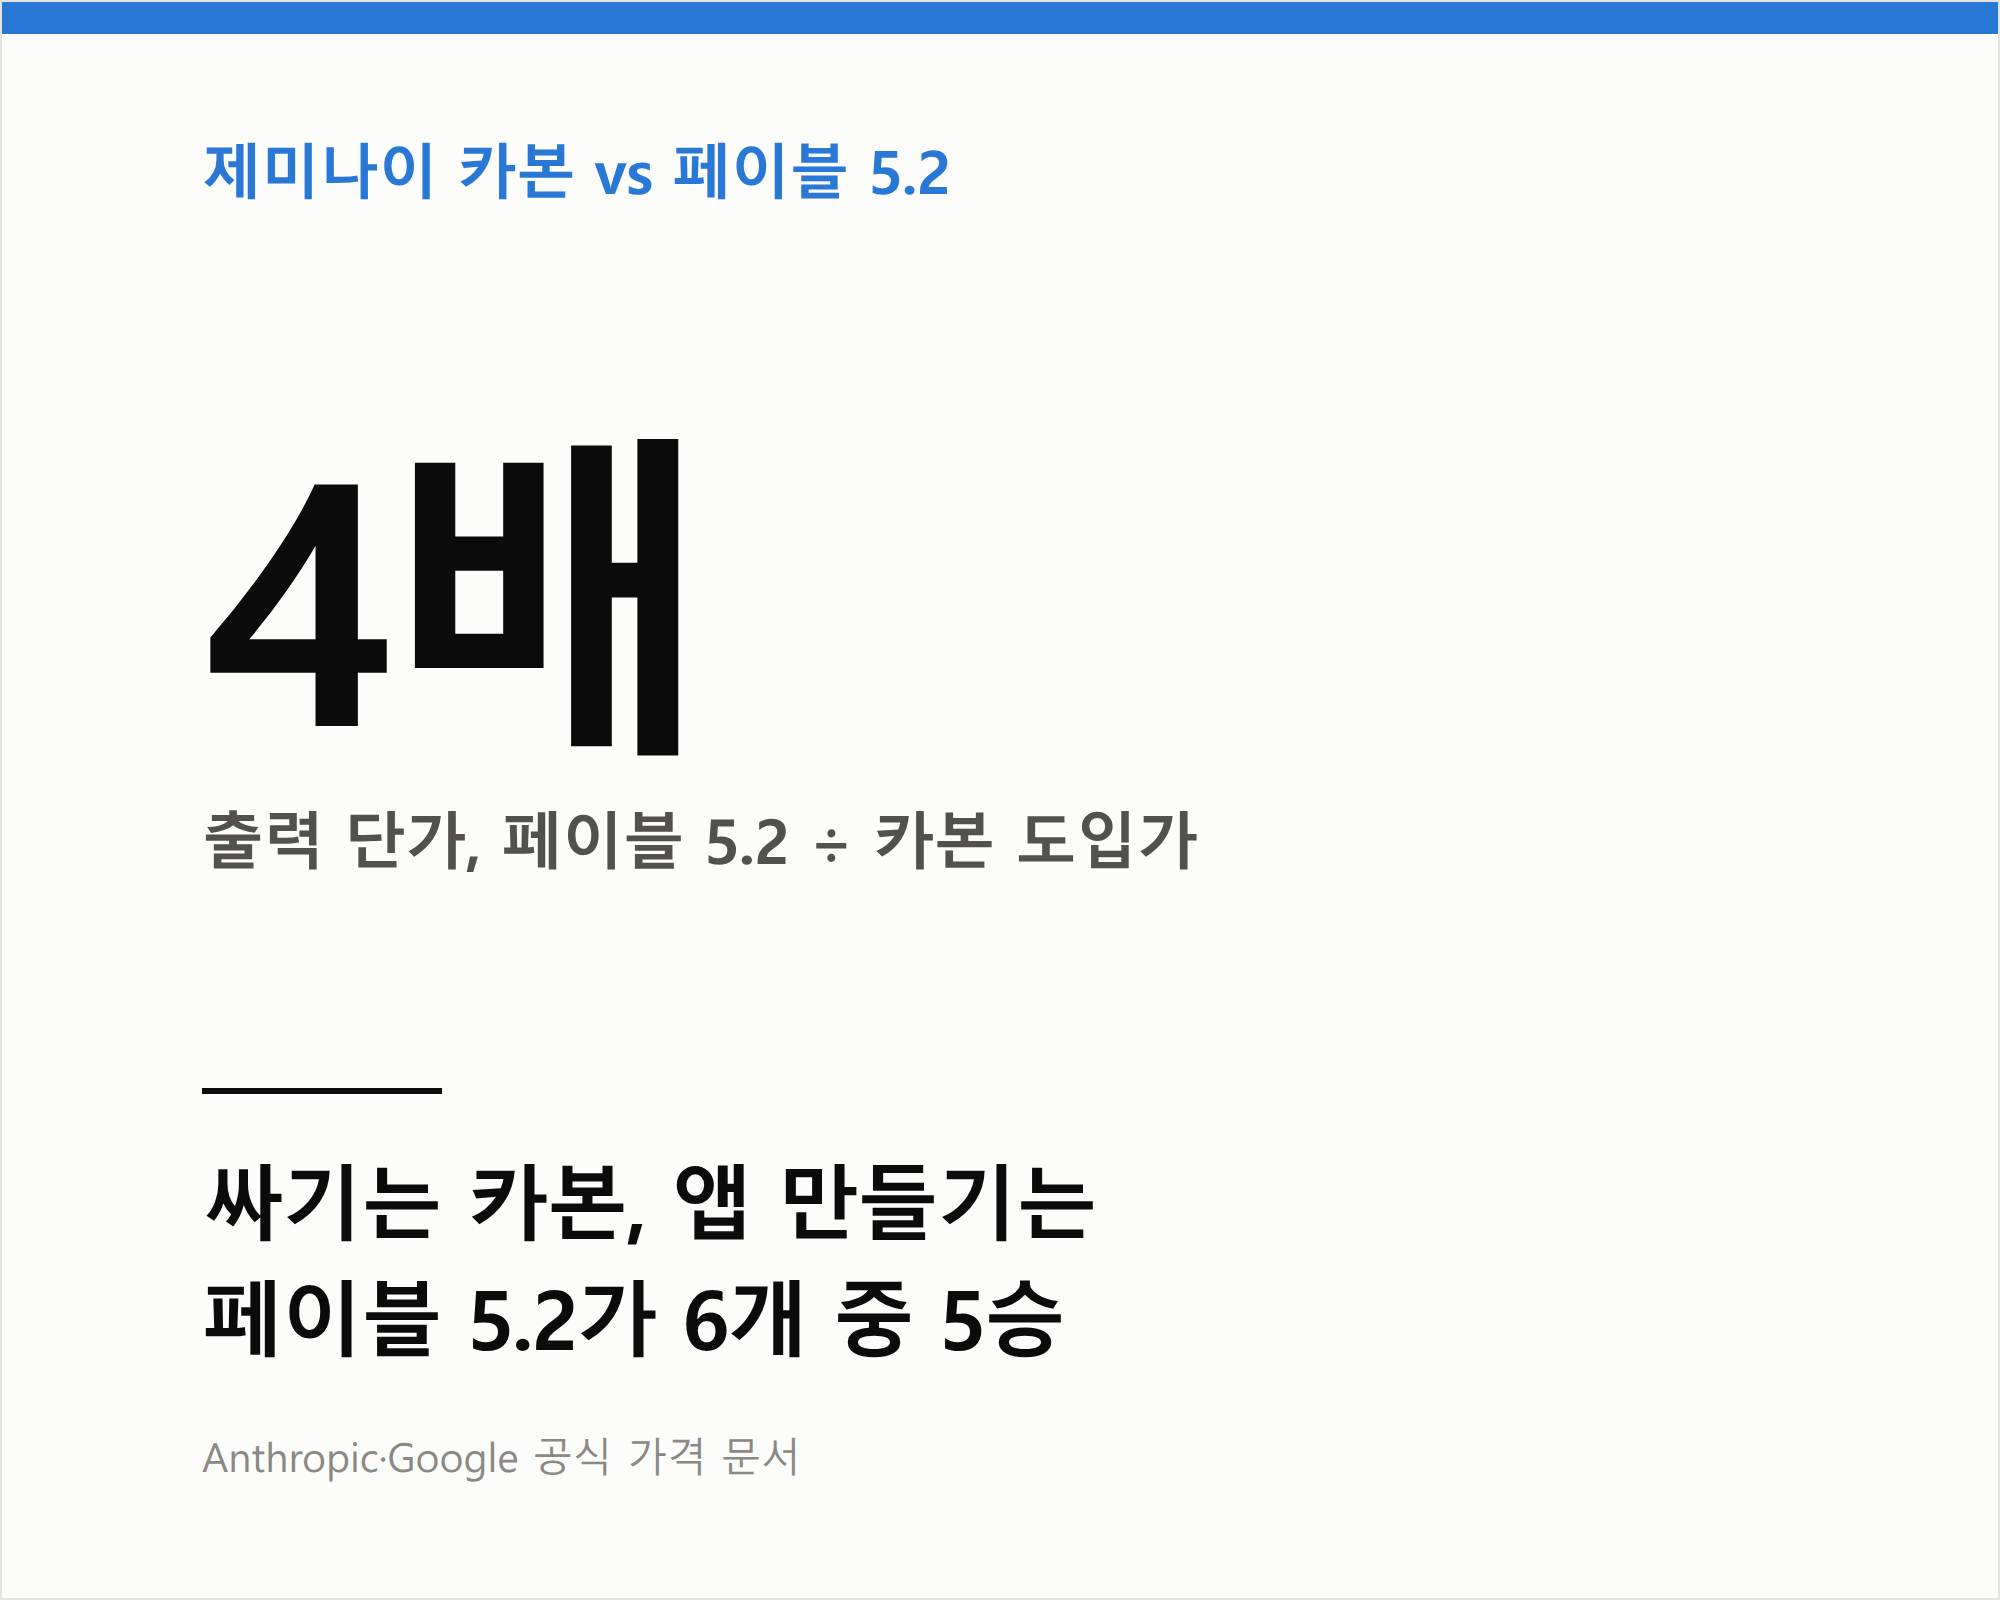 제미나이 카본 vs 페이블 5.2
4배
출력 단가, 페이블 5.2 ÷ 카본 도입가
싸기는 카본, 앱 만들기는
페이블 5.2가 6개 중 5승
Anthropic·Google 공식 가격 문서